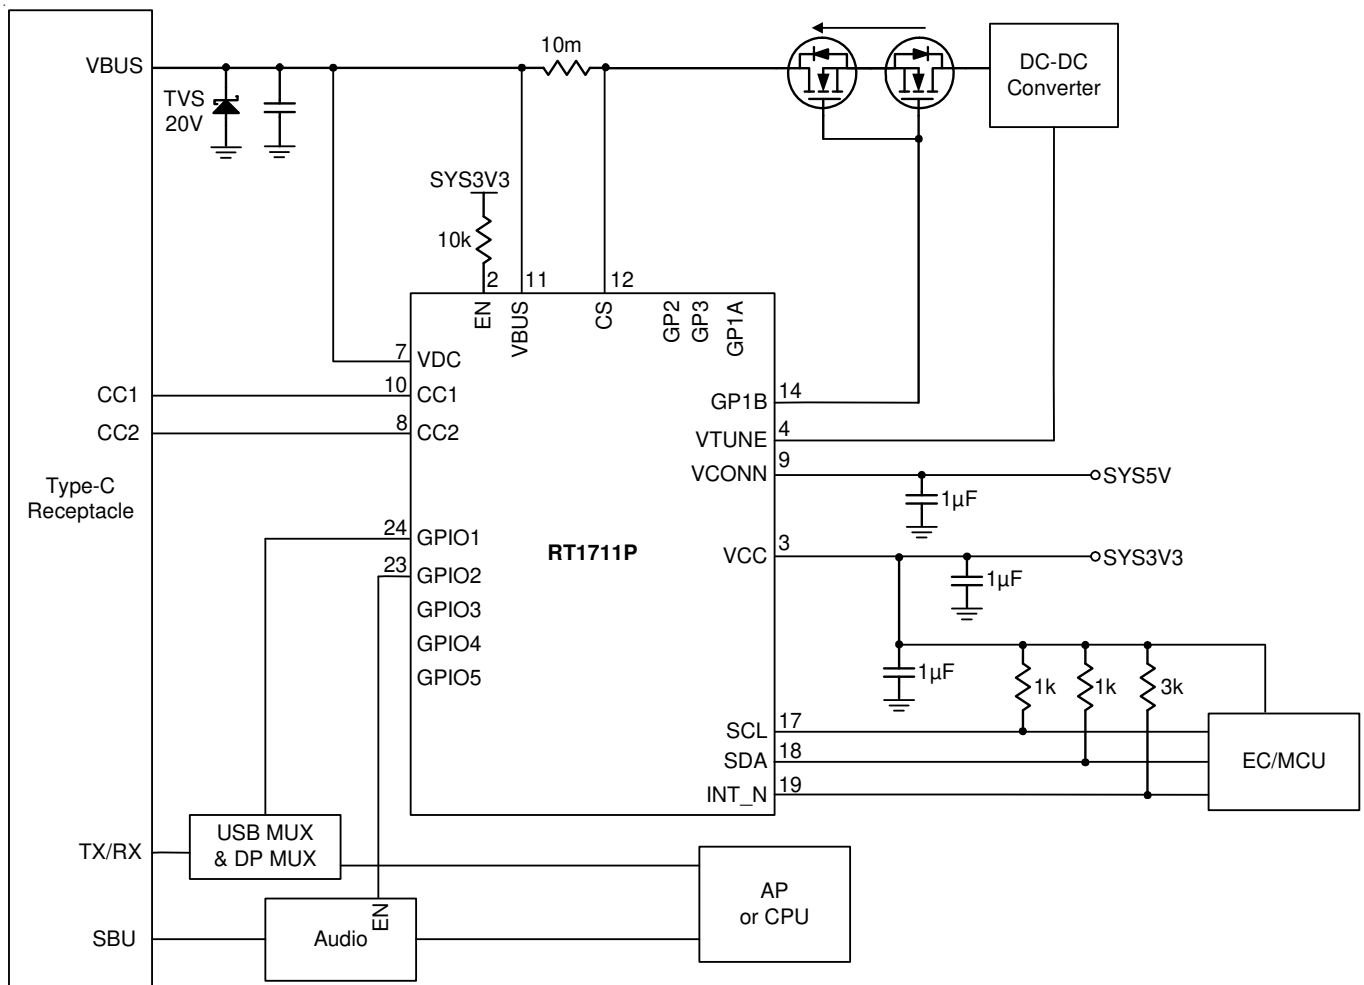 VBUS
10m
DC-DC
Converter
TVS
20V
SYS3V3
10k
2
11
12
EN
VBUS
CS
GP2
GP3
GP1A
7
VDC
CC1
10
CC1
GP1B
14
CC2
8
CC2
VTUNE
4
VCONN
9
SYS5V
Type-C
Receptacle
1µF
24
GPIO1
RT1711P
VCC
3
SYS3V3
23
GPIO2
1µF
GPIO3
GPIO4
GPIO5
1µF
1k
1k
3k
SCL
17
SDA
18
EC/MCU
INT_N
19
TX/RX
USB MUX
& DP MUX
AP
or CPU
SBU
Audio
EN